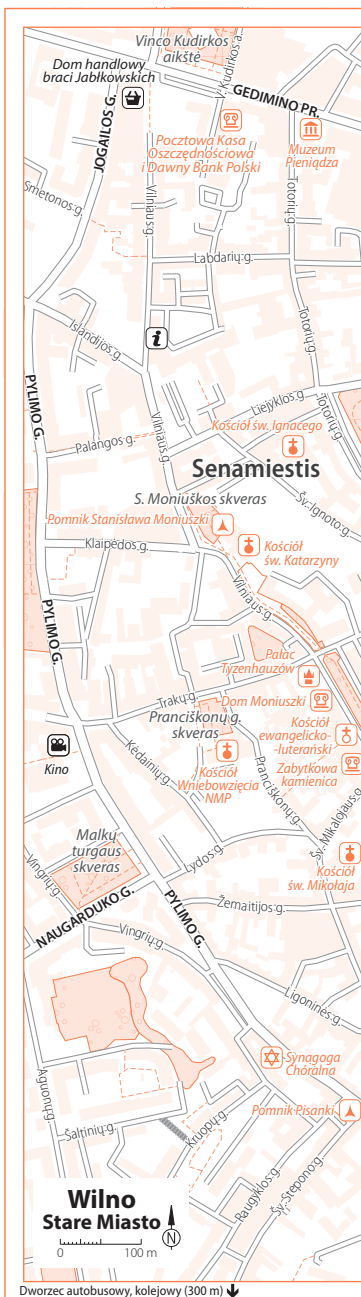 Vinco Kudirkos
aikštė
V. Kudirkos a.
Dom handlowy
braci Jabłkowskich
GEDIMINO PR.
JOGAILOS G.
Pocztowa Kasa
Oszczędnościowa
i Dawny Bank Polski
Muzeum
Pieniądza
Smetonos g.
Vilniaus g.
Totorių g.
Labdarių g.
Islandijos g.
i
Totorių g.
PYLIMO G.
Liejyklos g.
Totorių g.
Vilniaus g.
Kościół św. Ignacego
Palangos g.
Senamiestis
S. Moniuškos skveras
Šv. Ignoto g.
Pomnik Stanisława Moniuszki
Klaipėdos g.
Kościół
św. Katarzyny
Vilniaus g.
PYLIMO G.
Pałac
Tyzenhauzów
Trakų g.
Dom Moniuszki
Pranciškonų g.
skveras
Kościół
ewangelicko-
luterański
Kino
Kėdainių g.
Kościół
Wniebowzięcia
NMP
Pranciškonų g.
Zabytkowa
kamienica
Šv. Mikalojaus g.
Malkų
turgaus
skveras
Lydos g.
Kościół
św. Mikołaja
Vingrių g.
NAUGARDUKO G.
PYLIMO G.
Žemaitijos g.
Vingrių g.
Ligoninės g.
Synagoga
Chóralna
Aguonų g.
Pomnik Pisanki
Šaltinių g.
Kruopų g.
Raugyklos g.
Šv. Stepono g.
Wilno
Stare Miasto
N
0 100 m
Dworzec autobusowy, kolejowy (300 m)